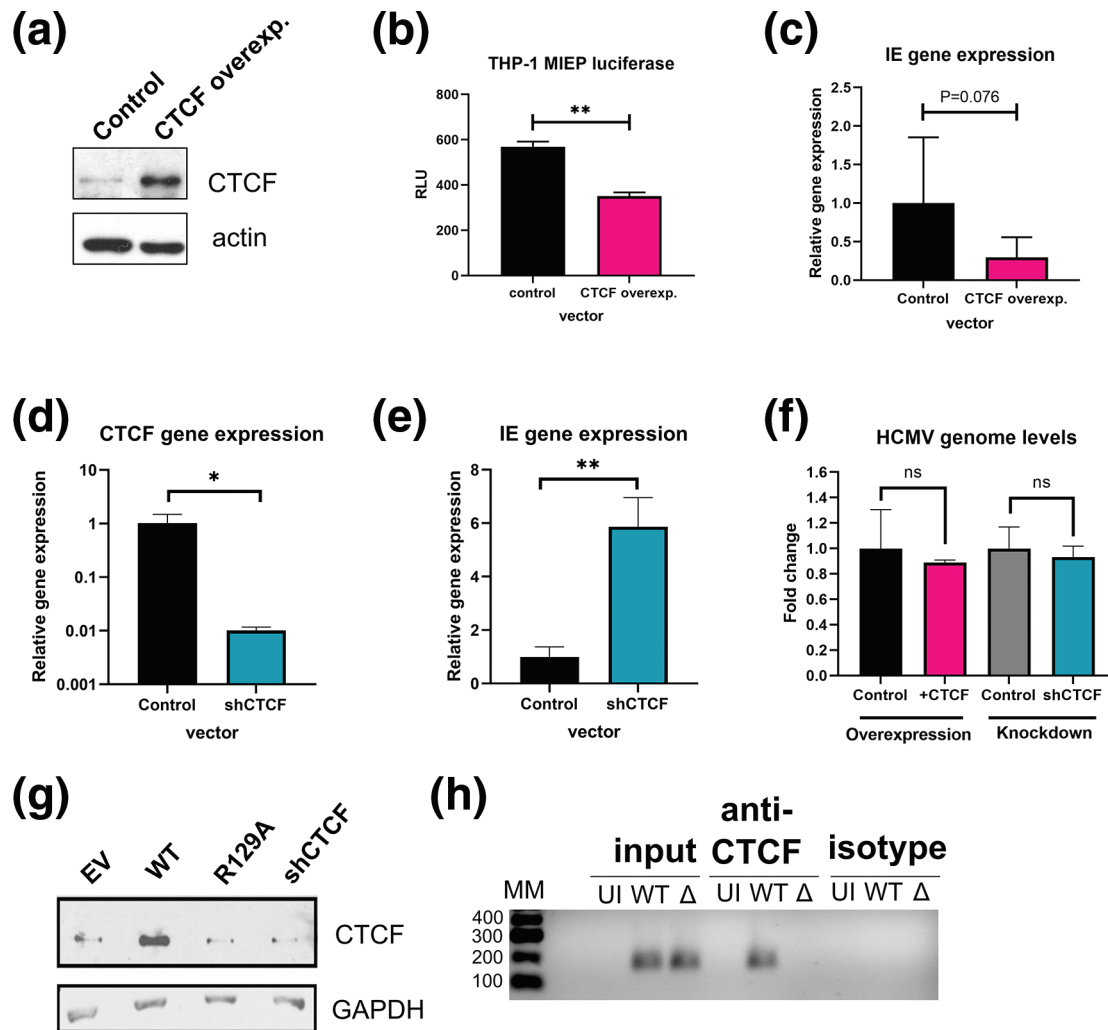 (a)
Control
CTCF overexp.
CTCF
actin
(b)
THP-1 MIEP luciferase
**
800
600
400
200
0
RLU
control
CTCF overexp.
vector
(c)
IE gene expression
P=0.076
2.5
2.0
1.5
1.0
0.5
0.0
Relative gene expression
Control
CTCF overexp.
vector
(d)
CTCF gene expression
*
10
1
0.1
0.01
0.001
Relative gene expression
Control
shCTCF
vector
(e)
IE gene expression
**
8
6
4
2
0
Relative gene expression
Control
shCTCF
vector
(f)
HCMV genome levels
ns
ns
1.6
1.4
1.2
1.0
0.8
0.6
0.4
0.2
0.0
Fold change
Control
+CTCF
Control
shCTCF
Overexpression
Knockdown
(g)
EV
WT
R129A
shCTCF
CTCF
GAPDH
(h)
input
anti-
CTCF
isotype
MM
UI WT Δ
UI WT Δ
UI WT Δ
400
300
200
100